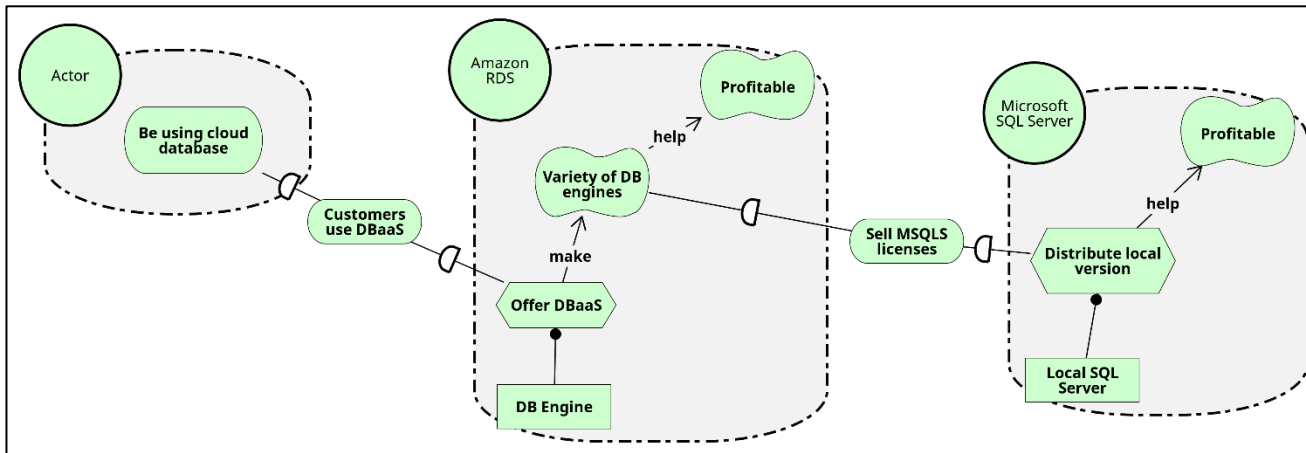 Actor
Be using cloud
database
Customers
use DBaaS
Amazon
RDS
Profitable
help
Variety of DB
engines
make
Offer DBaaS
DB Engine
Sell MSQLS
licenses
Microsoft
SQL Server
Profitable
help
Distribute local
version
Local SQL
Server